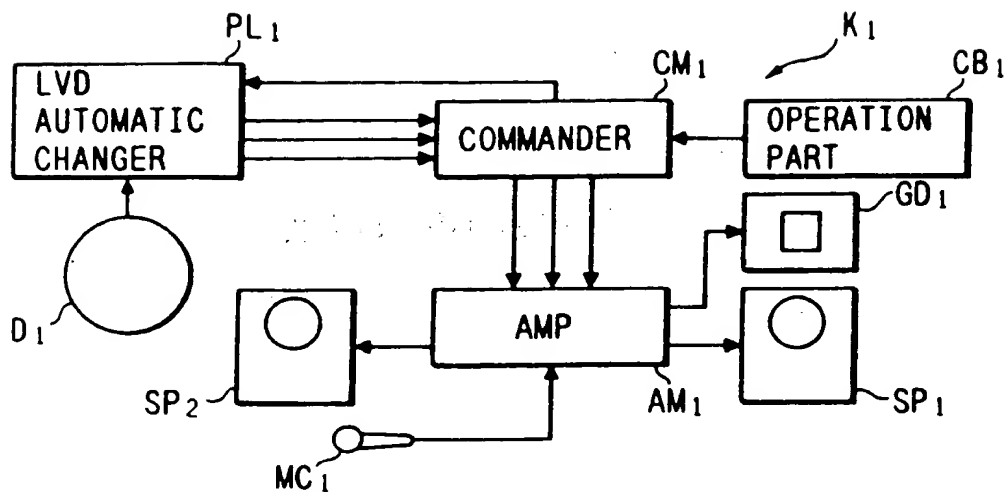 PL1
K1
CM1
CB1
LVD
AUTOMATIC
CHANGER
COMMANDER
OPERATION
PART
GD1
D1
AMP
SP2
AM1
SP1
MC1